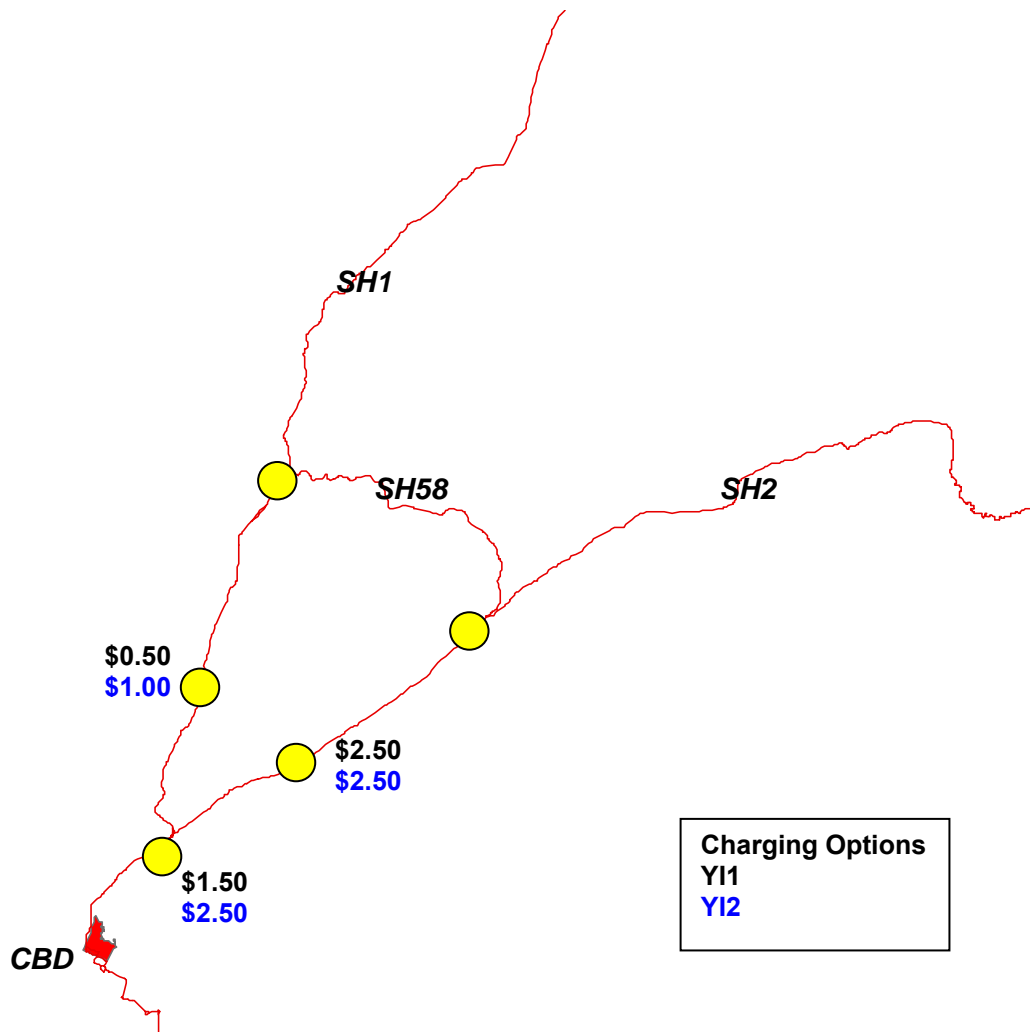 SH1
SH58
SH2
$0.50
$1.00
$2.50
$2.50
$1.50
$2.50
CBD
Charging Options
YI1
YI2